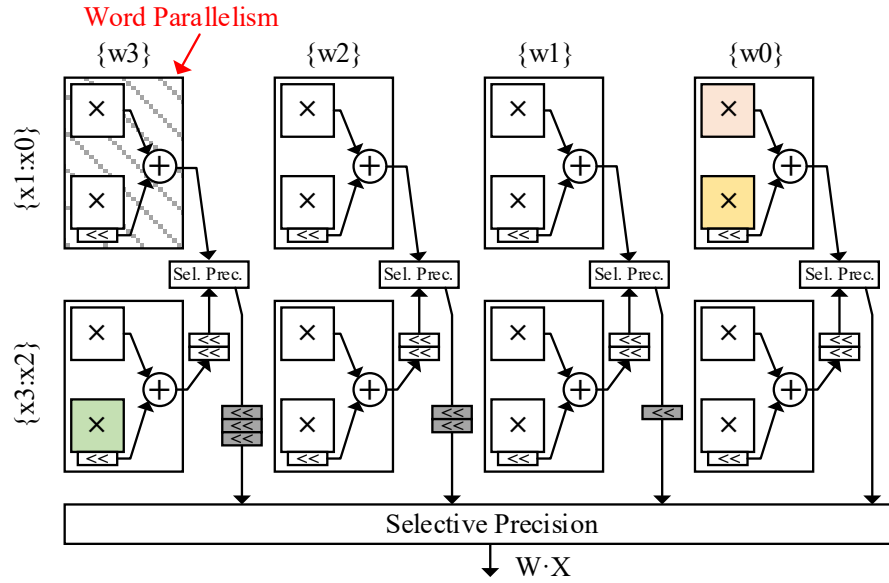 Word Parallelism
{w3} {w2} {w1} {w0}
{x1:x0}
× × × ×
+ + + +
× × × ×
<< << << <<
Sel. Prec. Sel. Prec. Sel. Prec. Sel. Prec.
{x3:x2}
× × × ×
<< << << <<
<< << << <<
+ + + +
× × × ×
<< << <<
<< <<
<<
<< << << <<
Selective Precision
W·X